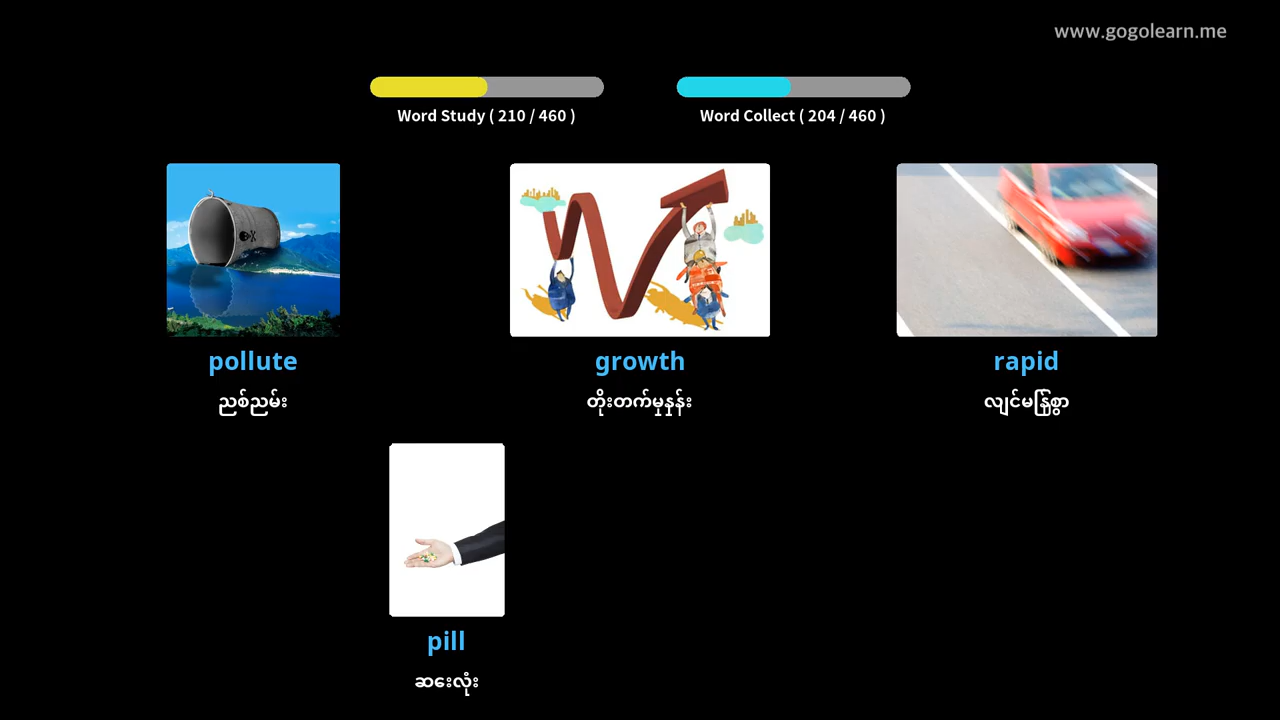 www.gogolearn.me
Word Study ( 210 / 460 )
Word Collect ( 204 / 460 )
pollute
growth
rapid
ညစ်ညမ်း
တိုးတက်မှုနှုန်း
လျင်မြန်စွာ
pill
ဆေးလုံး